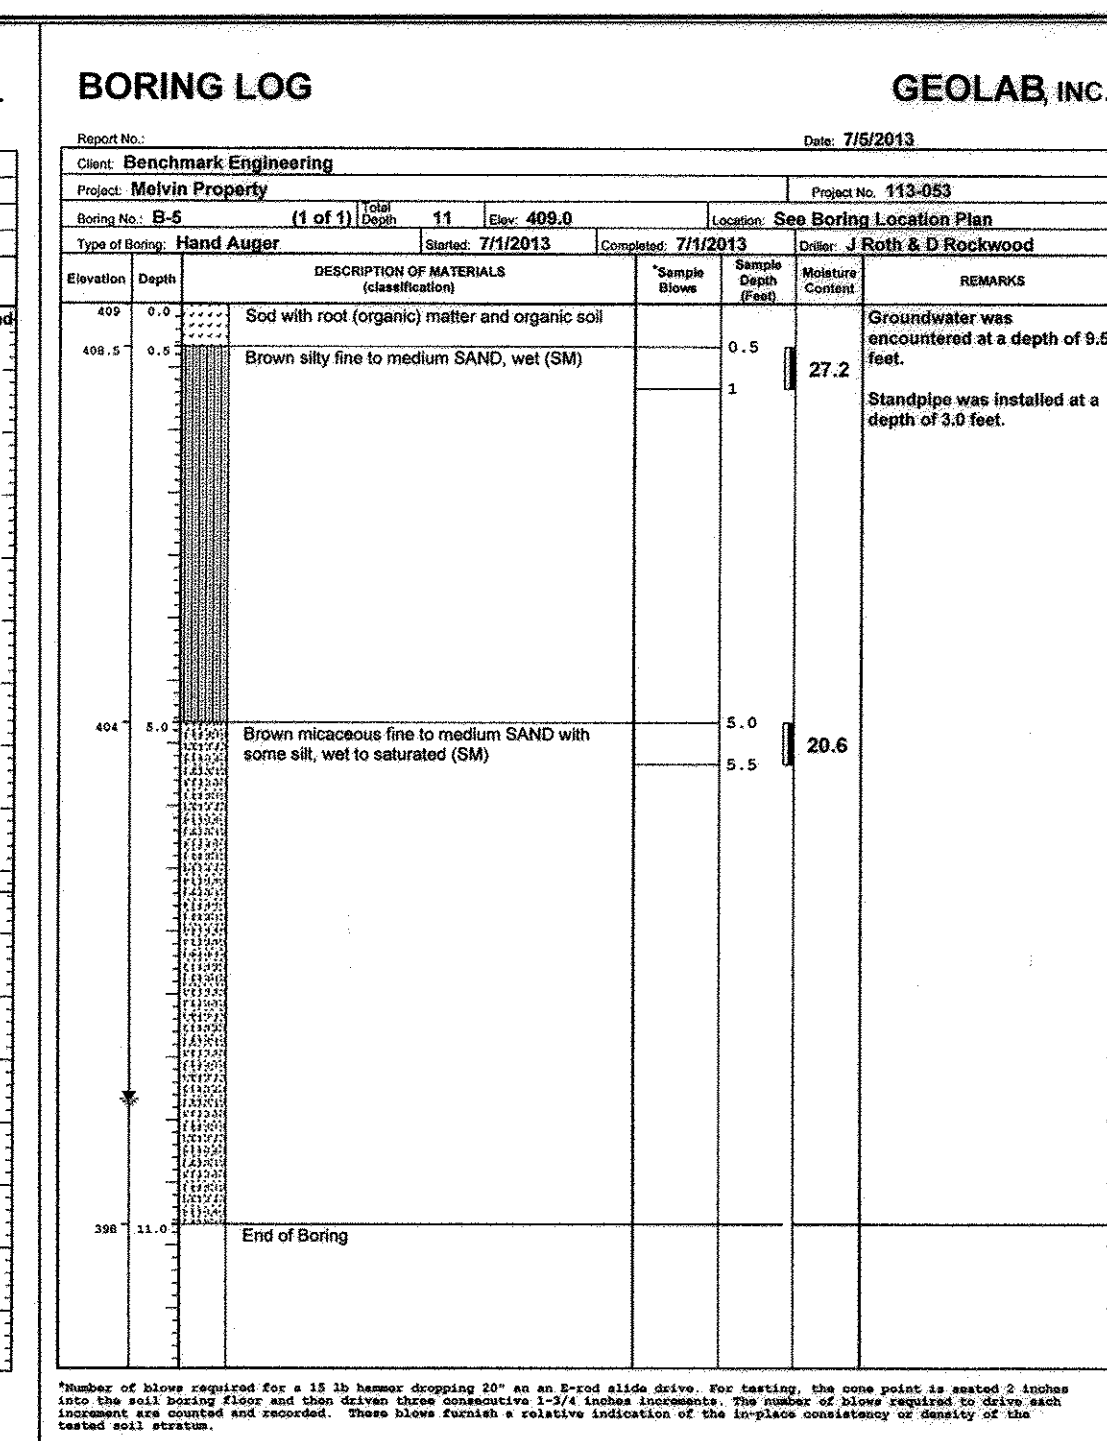 BORING LOG GEOLAB, INC.
Report No.: Date: 7/5/2013
Client: Benchmark Engineering
Project: Melvin Property Project No. 113-053
Boring No.: B-5 (1 of 1) Total Depth 11 Elev: 409.0 Location: See Boring Location Plan
Type of Boring: Hand Auger Started: 7/1/2013 Completed: 7/1/2013 Driller: J Roth & D Rockwood
Elevation Depth DESCRIPTION OF MATERIALS (classification) *Sample Blows Sample Depth (Feet) Moisture Content REMARKS
409 0.0 Sod with root (organic) matter and organic soil Groundwater was
encountered at a depth of 9.5
feet.
408.5 0.5 Brown silty fine to medium SAND, wet (SM) 0.5
1 27.2
Standpipe was installed at a
depth of 3.0 feet.
404 5.0 Brown micaceous fine to medium SAND with 5.0
some silt, wet to saturated (SM) 5.5 20.6
398 11.0 End of Boring
*Number of blows required for a 15 lb hammer dropping 20" an an E-rod slide drive. For testing, the cone point is seated 2 inches
into the soil boring floor and then driven three consecutive 1-3/4 inches increments. The number of blows required to drive each
increment are counted and recorded. These blows furnish a relative indication of the in-place consistency or density of the
tested soil stratum.